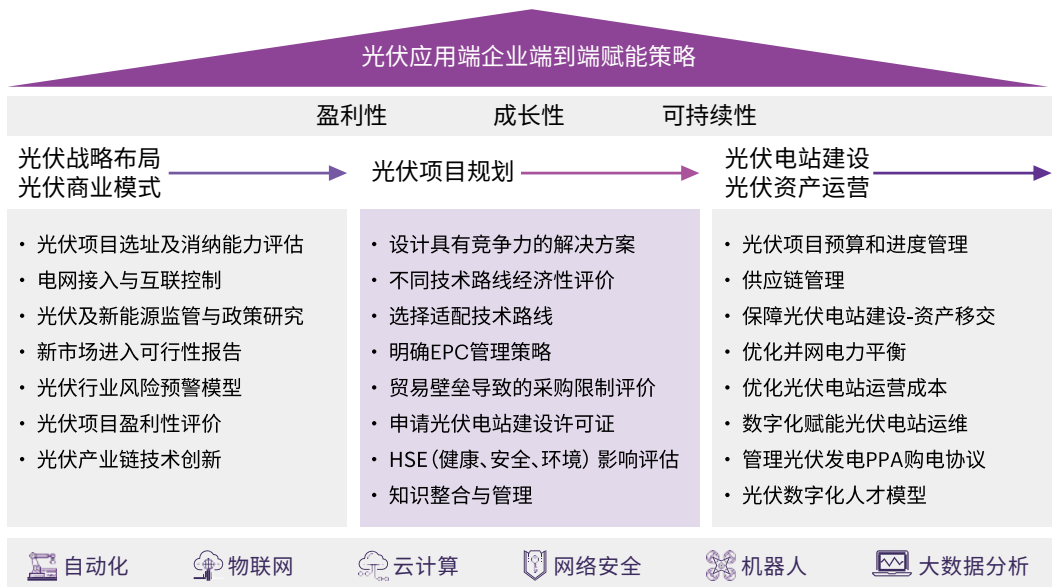 光伏应用端企业端到端赋能策略
盈利性 成长性 可持续性
光伏战略布局
光伏商业模式
光伏项目规划
光伏电站建设
光伏资产运营
· 光伏项目选址及消纳能力评估
· 电网接入与互联控制
· 光伏及新能源监管与政策研究
· 新市场进入可行性报告
· 光伏行业风险预警模型
· 光伏项目盈利性评价
· 光伏产业链技术创新
· 设计具有竞争力的解决方案
· 不同技术路线经济性评价
· 选择适配技术路线
· 明确EPC管理策略
· 贸易壁垒导致的采购限制评价
· 申请光伏电站建设许可证
· HSE（健康、安全、环境）影响评估
· 知识整合与管理
· 光伏项目预算和进度管理
· 供应链管理
· 保障光伏电站建设-资产移交
· 优化并网电力平衡
· 优化光伏电站运营成本
· 数字化赋能光伏电站运维
· 管理光伏发电PPA购电协议
· 光伏数字化人才模型
自动化 物联网 云计算 网络安全 机器人 大数据分析